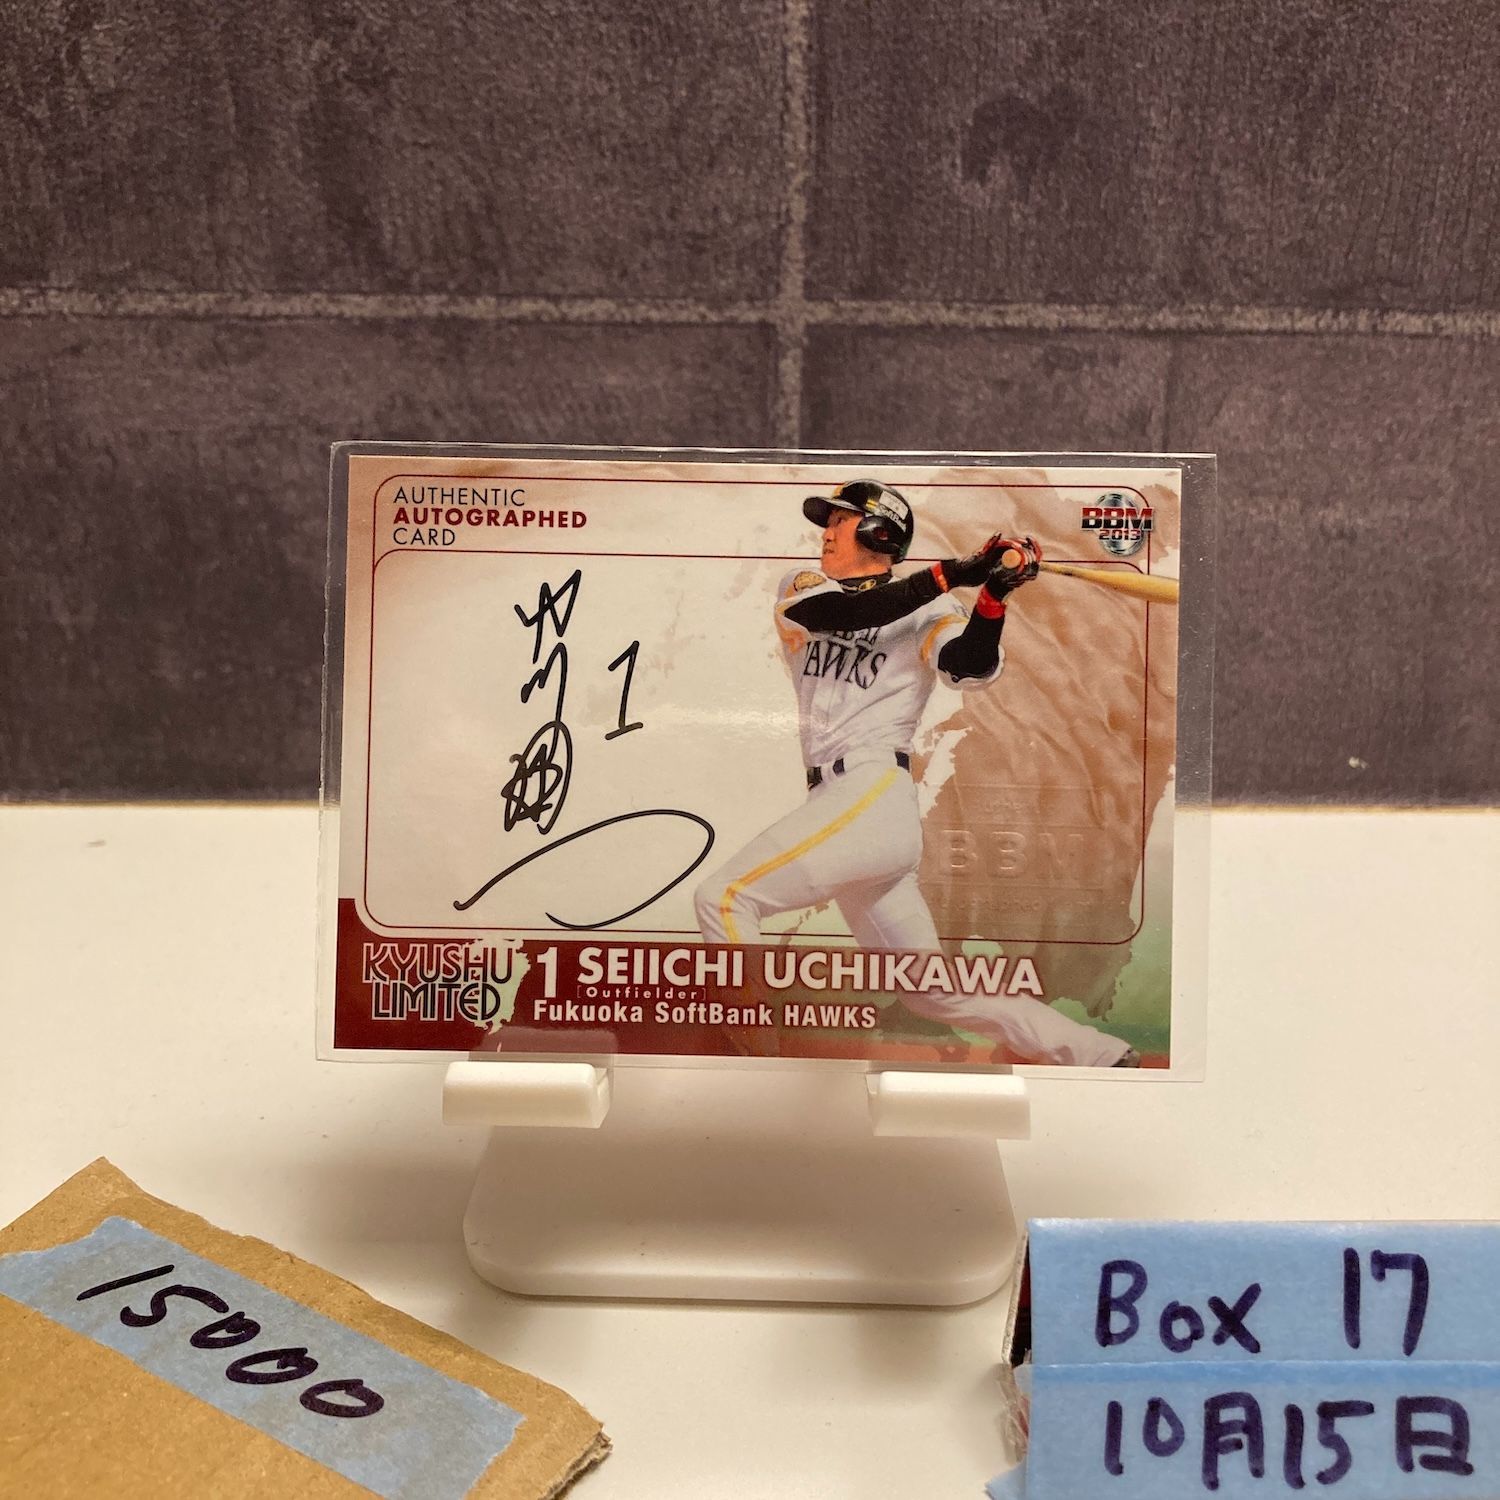 AUTHENTIC
AUTOGRAPHED
CARD
BBM
2013
HAWKS
1
BBM
KYUSHU
LIMITED
1 SEIICHI UCHIKAWA
[Outfielder]
Fukuoka SoftBank HAWKS
15000
Box 17
10月15日